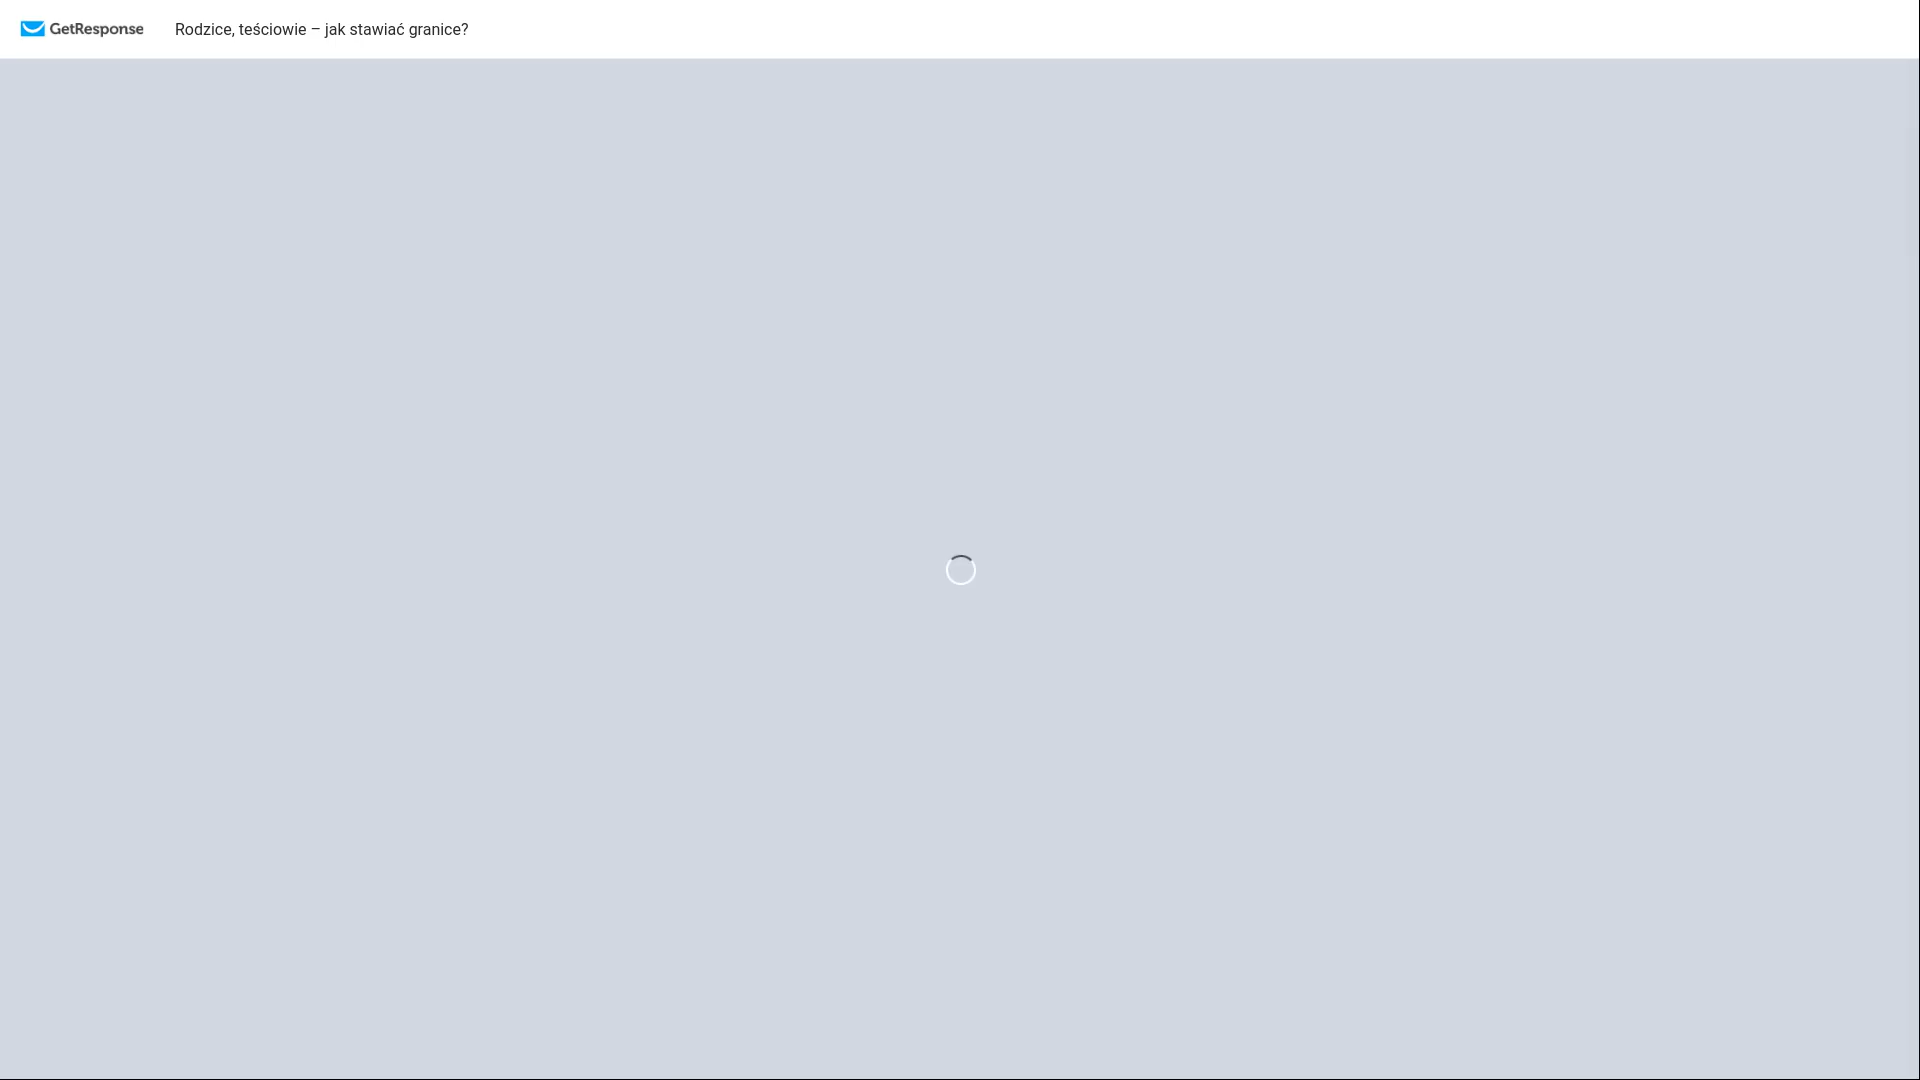 GetResponse
Rodzice, teściowie – jak stawiać granice?